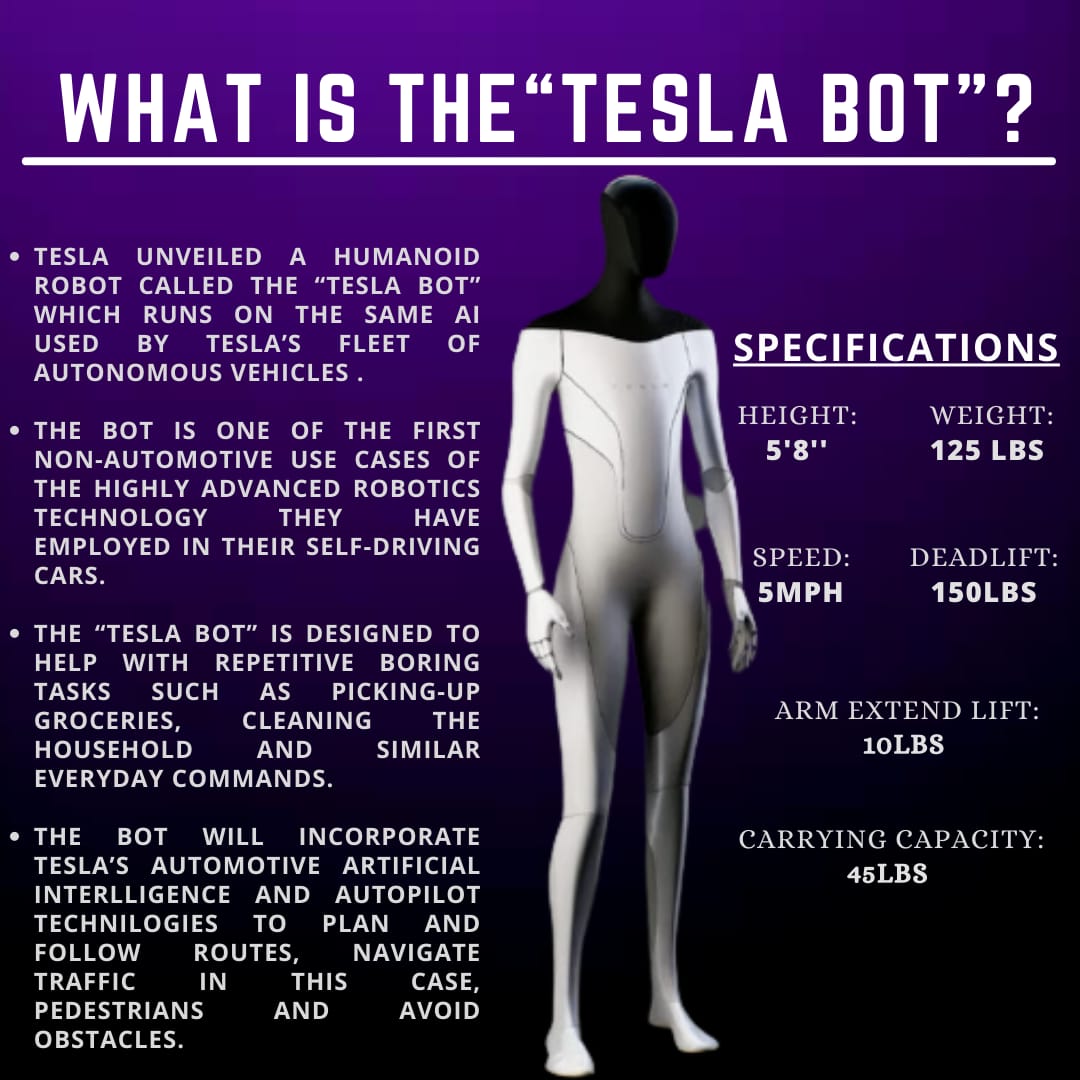 WHAT IS THE“TESLA BOT”?
• TESLA UNVEILED A HUMANOID
ROBOT CALLED THE “TESLA BOT”
WHICH RUNS ON THE SAME AI
USED BY TESLA’S FLEET OF
AUTONOMOUS VEHICLES .
• THE BOT IS ONE OF THE FIRST
NON-AUTOMOTIVE USE CASES OF
THE HIGHLY ADVANCED ROBOTICS
TECHNOLOGY THEY HAVE
EMPLOYED IN THEIR SELF-DRIVING
CARS.
• THE “TESLA BOT” IS DESIGNED TO
HELP WITH REPETITIVE BORING
TASKS SUCH AS PICKING-UP
GROCERIES, CLEANING THE
HOUSEHOLD AND SIMILAR
EVERYDAY COMMANDS.
• THE BOT WILL INCORPORATE
TESLA’S AUTOMOTIVE ARTIFICIAL
INTERLLIGENCE AND AUTOPILOT
TECHNILOGIES TO PLAN AND
FOLLOW ROUTES, NAVIGATE
TRAFFIC IN THIS CASE,
PEDESTRIANS AND AVOID
OBSTACLES.
TESLA
SPECIFICATIONS
HEIGHT: WEIGHT:
5'8'' 125 LBS
SPEED: DEADLIFT:
5MPH 150LBS
ARM EXTEND LIFT:
10LBS
CARRYING CAPACITY:
45LBS